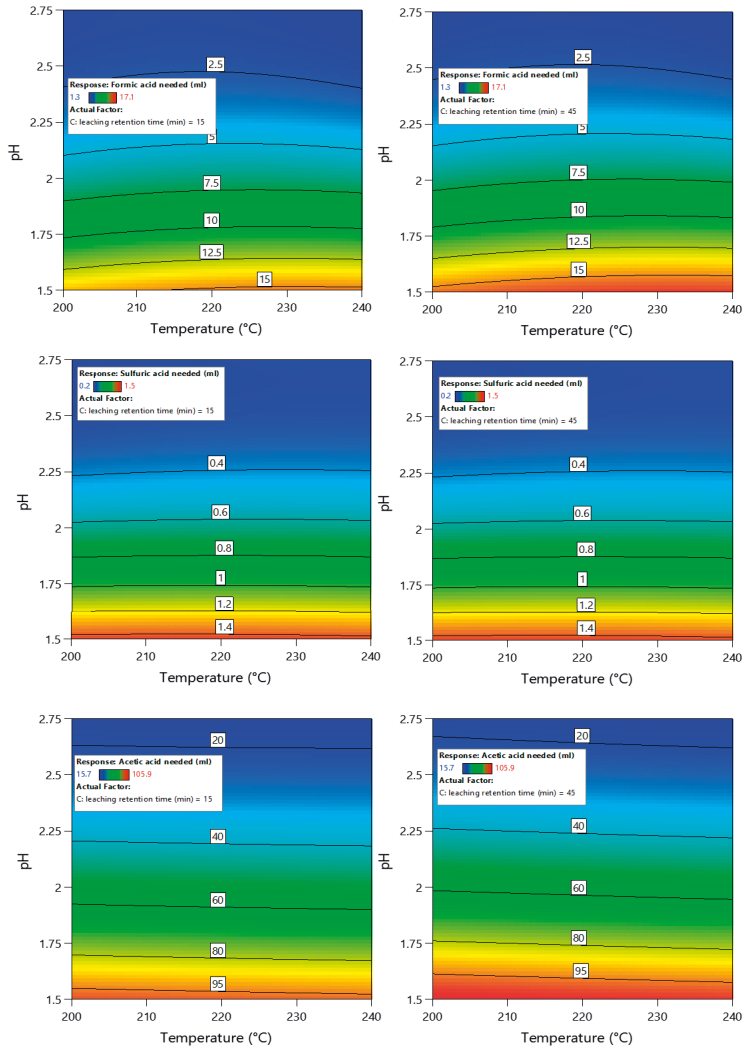 2.75
2.5
2.25
2
1.75
1.5
pH
2.5
Response: Formic acid needed (ml)
1.3 17.1
Actual Factor:
C: leaching retention time (min) = 15
5
7.5
10
12.5
15
200 210 220 230 240
Temperature (°C)
2.75
2.5
2.25
2
1.75
1.5
pH
2.5
Response: Formic acid needed (ml)
1.3 17.1
Actual Factor:
C: leaching retention time (min) = 45
5
7.5
10
12.5
15
200 210 220 230 240
Temperature (°C)
2.75
2.5
2.25
2
1.75
1.5
pH
Response: Sulfuric acid needed (ml)
0.2 1.5
Actual Factor:
C: leaching retention time (min) = 15
0.4
0.6
0.8
1
1.2
1.4
200 210 220 230 240
Temperature (°C)
2.75
2.5
2.25
2
1.75
1.5
pH
Response: Sulfuric acid needed (ml)
0.2 1.5
Actual Factor:
C: leaching retention time (min) = 45
0.4
0.6
0.8
1
1.2
1.4
200 210 220 230 240
Temperature (°C)
2.75
2.5
2.25
2
1.75
1.5
pH
20
Response: Acetic acid needed (ml)
15.7 105.9
Actual Factor:
C: leaching retention time (min) = 15
40
60
80
95
200 210 220 230 240
Temperature (°C)
2.75
2.5
2.25
2
1.75
1.5
pH
20
Response: Acetic acid needed (ml)
15.7 105.9
Actual Factor:
C: leaching retention time (min) = 45
40
60
80
95
200 210 220 230 240
Temperature (°C)